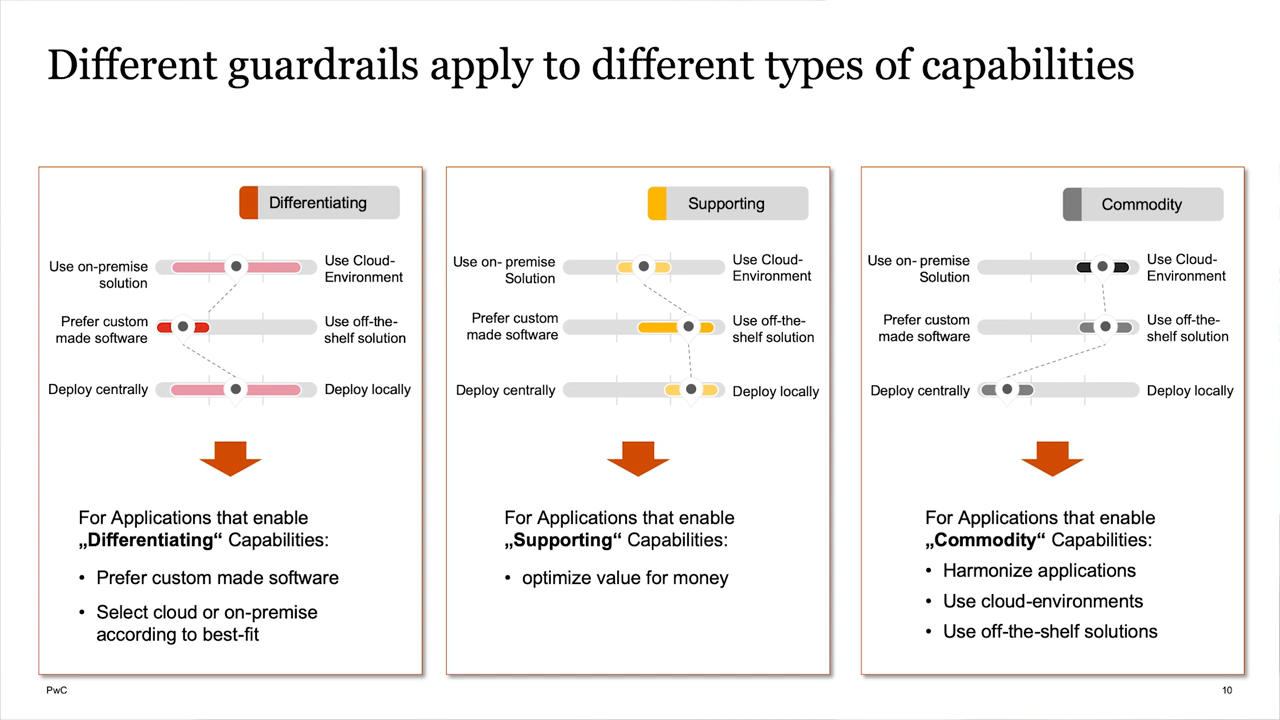 Different guardrails apply to different types of capabilities
Differentiating
Use on-premise
solution
Use Cloud-
Environment
Prefer custom
made software
Use off-the-
shelf solution
Deploy centrally
Deploy locally
For Applications that enable
„Differentiating“ Capabilities:
• Prefer custom made software
• Select cloud or on-premise
according to best-fit
Supporting
Use on- premise
Solution
Use Cloud-
Environment
Prefer custom
made software
Use off-the-
shelf solution
Deploy centrally
Deploy locally
For Applications that enable
„Supporting“ Capabilities:
• optimize value for money
Commodity
Use on- premise
Solution
Use Cloud-
Environment
Prefer custom
made software
Use off-the-
shelf solution
Deploy centrally
Deploy locally
For Applications that enable
„Commodity“ Capabilities:
• Harmonize applications
• Use cloud-environments
• Use off-the-shelf solutions
PwC
10